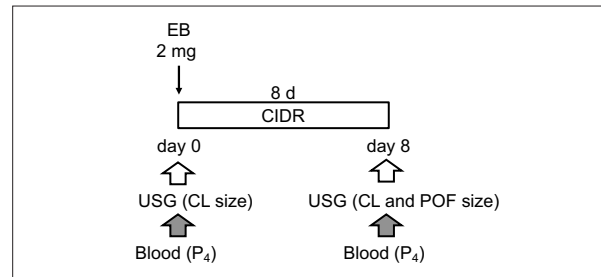 EB
2 mg
8 d
CIDR
day 0 day 8
USG (CL size) USG (CL and POF size)
Blood (P₄) Blood (P₄)